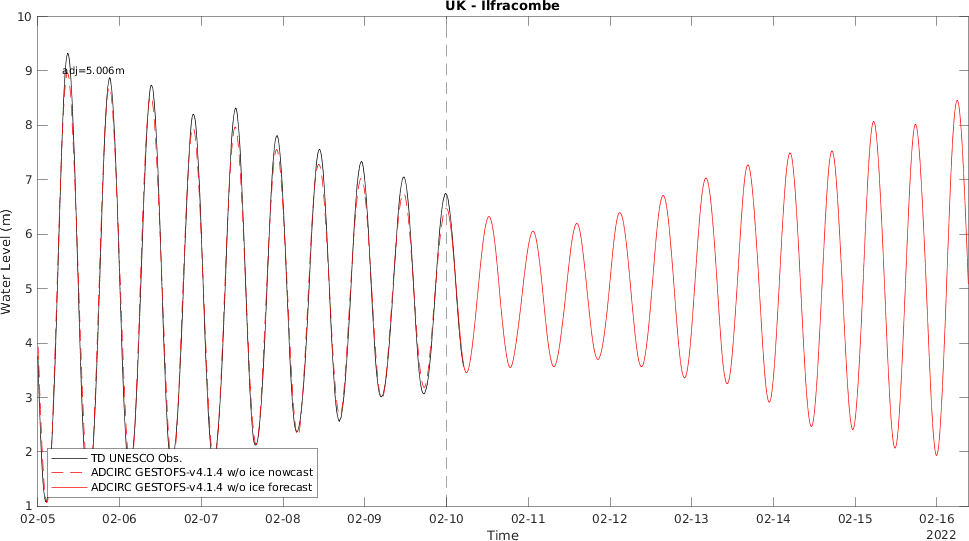 UK - Ilfracombe
10
9
8
7
6
5
4
3
2
1
Water Level (m)
adj=5.006m
TD UNESCO Obs.
ADCIRC GESTOFS-v4.1.4 w/o ice nowcast
ADCIRC GESTOFS-v4.1.4 w/o ice forecast
02-05 02-06 02-07 02-08 02-09 02-10 02-11 02-12 02-13 02-14 02-15 02-16
Time
2022